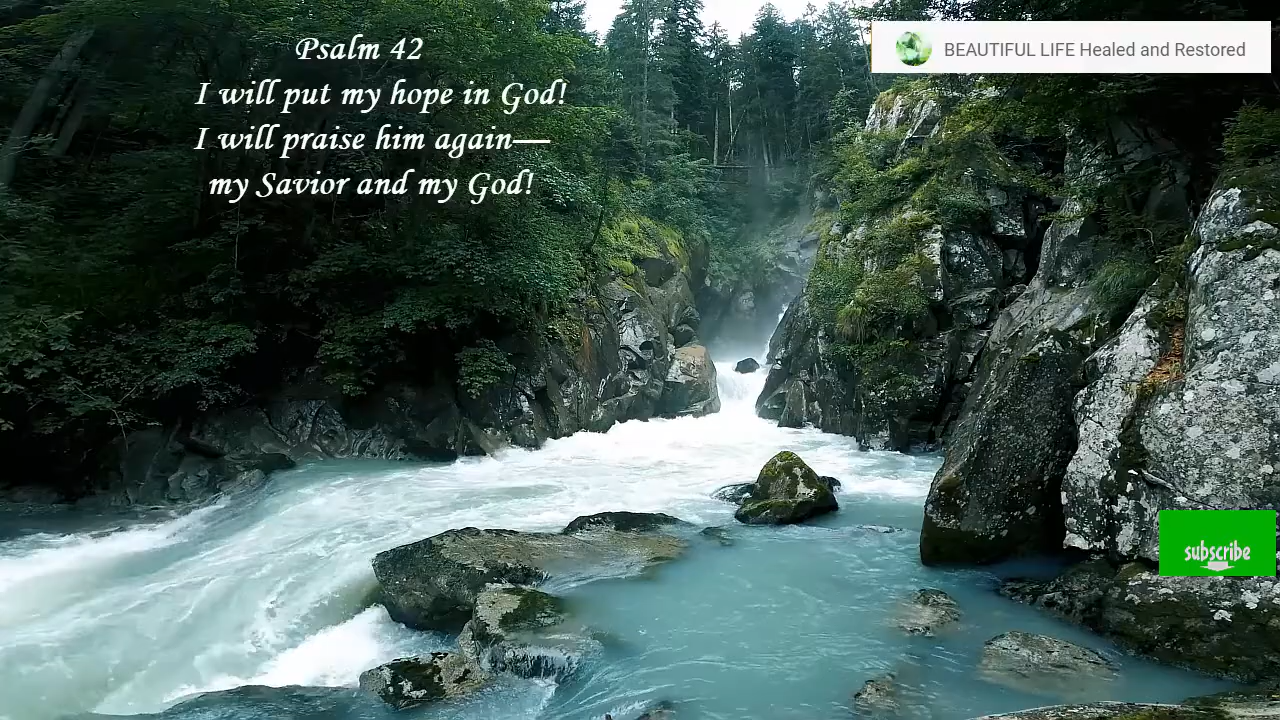 Psalm 42
I will put my hope in God!
I will praise him again—
my Savior and my God!
BEAUTIFUL LIFE Healed and Restored
subscribe